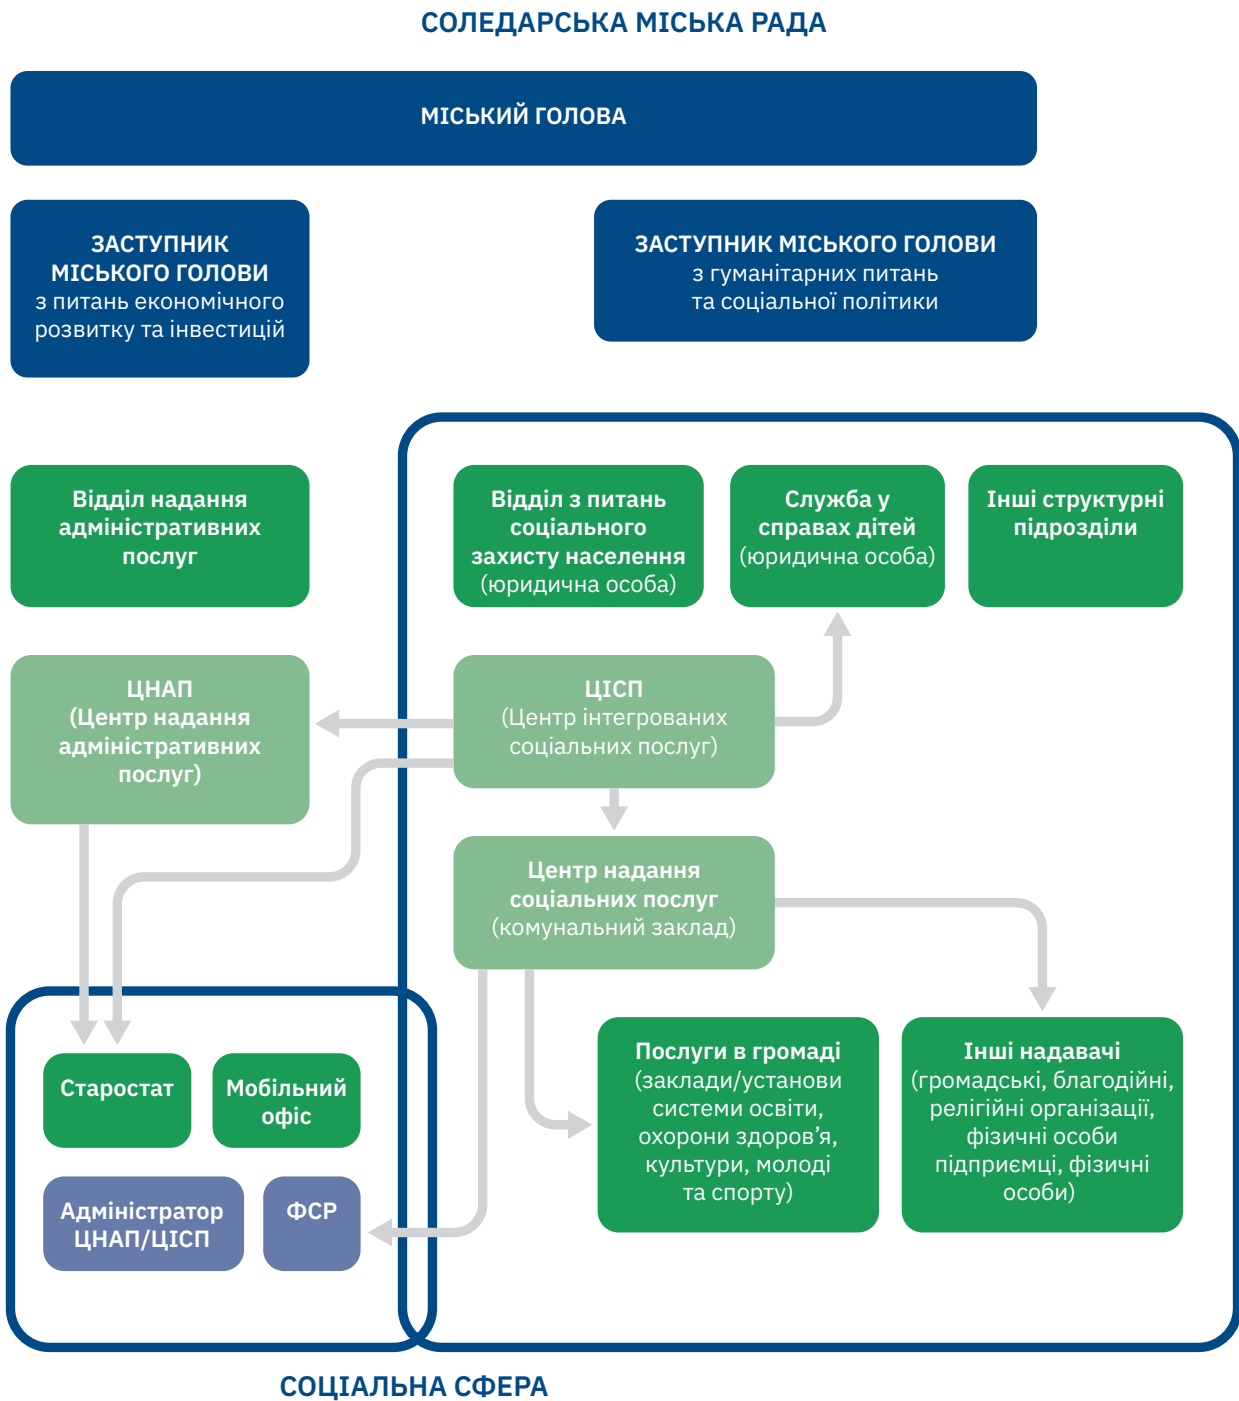 СОЛЕДАРСЬКА МІСЬКА РАДА
МІСЬКИЙ ГОЛОВА
ЗАСТУПНИК
МІСЬКОГО ГОЛОВИ
з питань економічного
розвитку та інвестицій
ЗАСТУПНИК МІСЬКОГО ГОЛОВИ
з гуманітарних питань
та соціальної політики
Відділ надання
адміністративних
послуг
Відділ з питань
соціального
захисту населення
(юридична особа)
Служба у
справах дітей
(юридична особа)
Інші структурні
підрозділи
ЦНАП
(Центр надання
адміністративних
послуг)
ЦІСП
(Центр інтегрованих
соціальних послуг)
Центр надання
соціальних послуг
(комунальний заклад)
Старостат
Мобільний
офіс
Адміністратор
ЦНАП/ЦІСП
ФСР
Послуги в громаді
(заклади/установи
системи освіти,
охорони здоров’я,
культури, молоді
та спорту)
Інші надавачі
(громадські, благодійні,
релігійні організації,
фізичні особи
підприємці, фізичні
особи)
СОЦІАЛЬНА СФЕРА